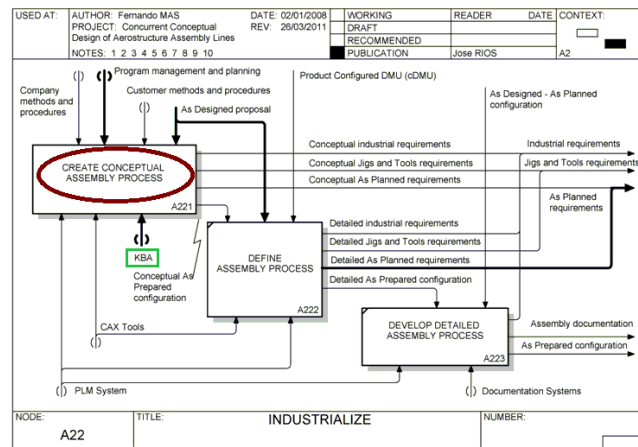 USED AT:
AUTHOR: Fernando MAS
DATE: 02/01/2008
PROJECT: Concurrent Conceptual
REV: 26/03/2011
Design of Aerostructure Assembly Lines
NOTES: 1 2 3 4 5 6 7 8 9 10
WORKING
READER
DATE
CONTEXT:
DRAFT
RECOMMENDED
PUBLICATION
Jose RIOS
A2
Company
methods and
procedures
Program management and planning
Customer methods and procedures
As Designed proposal
Product Configured DMU (cDMU)
As Designed - As Planned
configuration
CREATE CONCEPTUAL
ASSEMBLY PROCESS
A221
Conceptual industrial requirements
Conceptual Jigs and Tools requirements
Conceptual As Planned requirements
Industrial requirements
Jigs and Tools requirements
As Planned
requirements
KBA
Conceptual As
Prepared
configuration
DEFINE
ASSEMBLY PROCESS
A222
Detailed industrial requirements
Detailed Jigs and Tools requirements
Detailed As Planned requirements
Detailed As Prepared configuration
CAX Tools
DEVELOP DETAILED
ASSEMBLY PROCESS
A223
Assembly documentation
As Prepared configuration
PLM System
Documentation Systems
NODE:
A22
TITLE:
INDUSTRIALIZE
NUMBER: